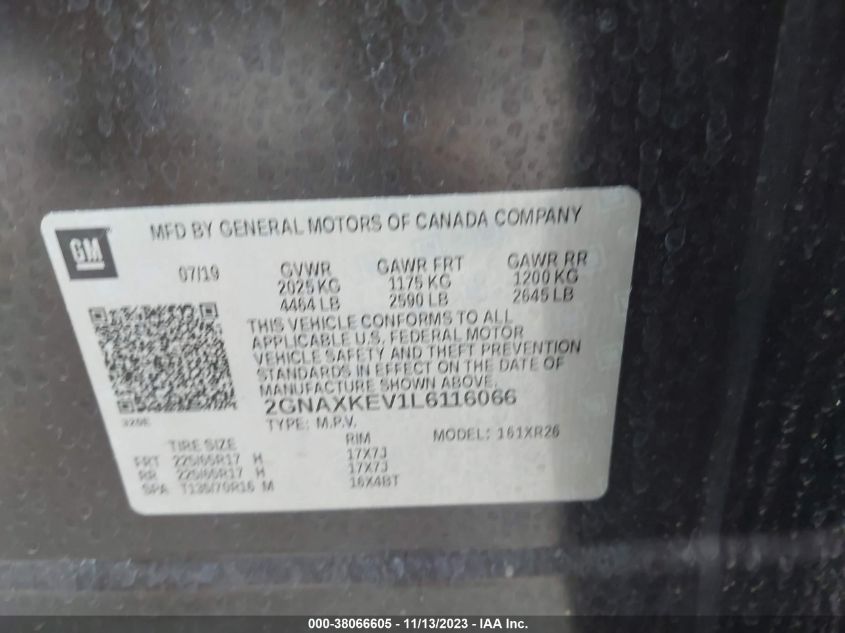 MFD BY GENERAL MOTORS OF CANADA COMPANY
GM
07/19 GVWR GAWR FRT GAWR RR
2025 KG 1175 KG 1200 KG
4464 LB 2590 LB 2645 LB
THIS VEHICLE CONFORMS TO ALL
APPLICABLE U.S. FEDERAL MOTOR
VEHICLE SAFETY AND THEFT PREVENTION
STANDARDS IN EFFECT ON THE DATE OF
MANUFACTURE SHOWN ABOVE.
2GNAXKEV1L6116066
TYPE: M.P.V. MODEL: 161XR26
TIRE SIZE RIM
FRT 225/65R17 H 17X7J
RR 225/65R17 H 17X7J
SPA T135/70R16 M 16X4BT
000-38066605 - 11/13/2023 - IAA Inc.